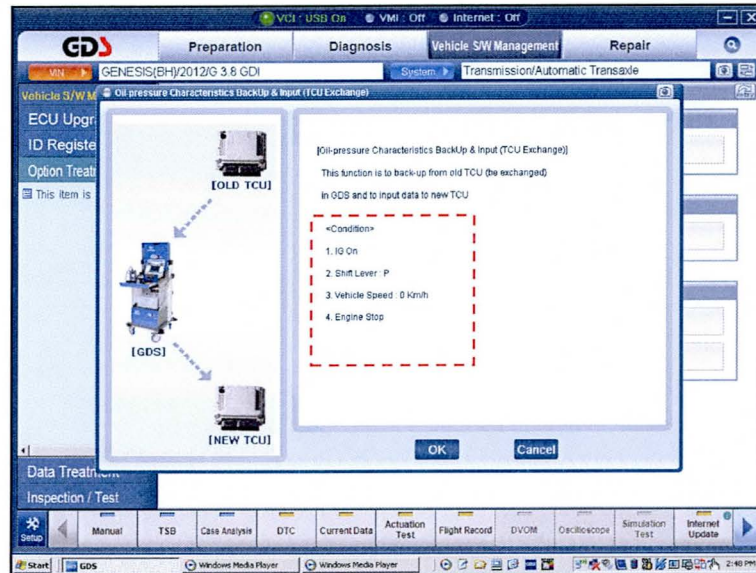 VCI : USB On VMI : Off Internet : Off
GDS Preparation Diagnosis Vehicle S/W Management Repair
VIN GENESIS(BH)/2012/G 3.8 GDI System Transmission/Automatic Transaxle
Vehicle S/W M
Oil-pressure Characteristics BackUp & Input (TCU Exchange)
ECU Upgr
ID Registe
Option Treatm
This item is
[OLD TCU]
[GDS]
[NEW TCU]
[Oil-pressure Characteristics BackUp & Input (TCU Exchange)]
This function is to back-up from old TCU (be exchanged)
in GDS and to input data to new TCU
<Condition>
1. IG On
2. Shift Lever : P
3. Vehicle Speed : 0 Km/h
4. Engine Stop
OK Cancel
Data Treatment
Inspection / Test
Setup Manual TSB Case Analysis DTC Current Data Actuation Test Flight Record DVOM Oscilloscope Simulation Test Internet Update
Start GDS Windows Media Player Windows Media Player 2:48 PM